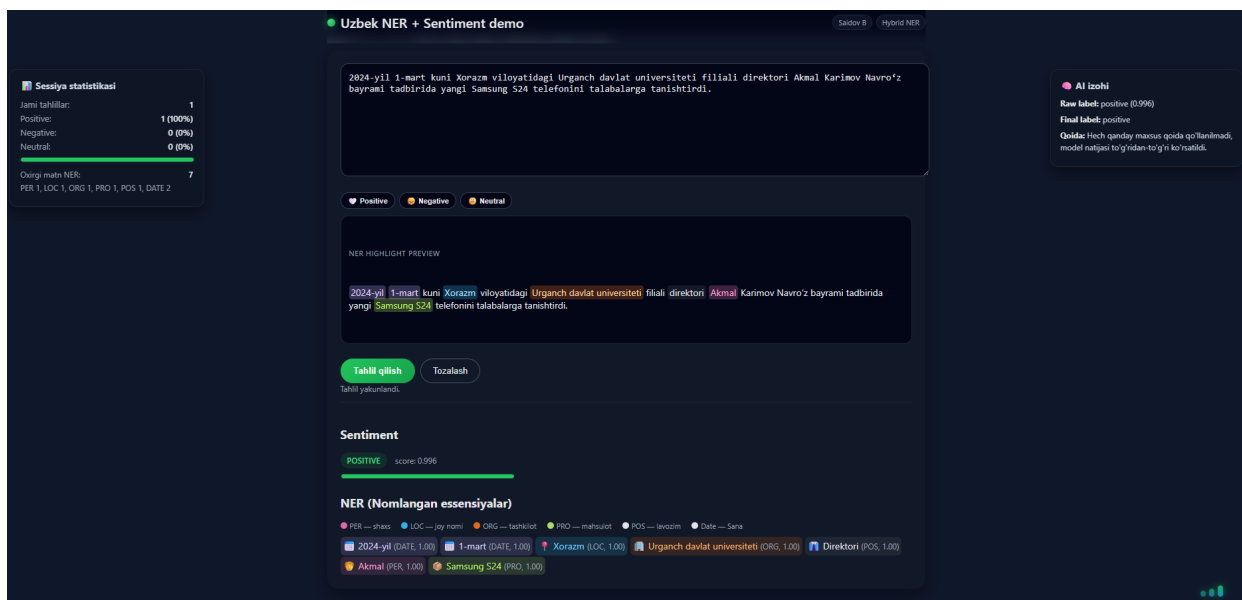 Uzbek NER + Sentiment demo
Saidov B
Hybrid NER
📊 Sessiya statistikasi
Jami tahlillar: 1
Positive: 1 (100%)
Negative: 0 (0%)
Neutral: 0 (0%)
Oxirgi matn NER: 7
PER 1, LOC 1, ORG 1, PRO 1, POS 1, DATE 2
2024-yil 1-mart kuni Xorazm viloyatidagi Urganch davlat universiteti filiali direktori Akmal Karimov Navroʻz
bayrami tadbirida yangi Samsung S24 telefonini talabalarga tanishtirdi.
Positive
Negative
Neutral
NER HIGHLIGHT PREVIEW
2024-yil 1-mart kuni Xorazm viloyatidagi Urganch davlat universiteti filiali direktori Akmal Karimov Navro'z bayrami tadbirida
yangi Samsung S24 telefonini talabalarga tanishtirdi.
Tahlil qilish
Tozalash
Tahlil yakunlandi.
Sentiment
POSITIVE score: 0.996
NER (Nomlangan essensiyalar)
PER — shaxs LOC — joy nomi ORG — tashkilot PRO — mahsulot POS — lavozim Date — Sana
2024-yil (DATE, 1.00) 1-mart (DATE, 1.00) Xorazm (LOC, 1.00) Urganch davlat universiteti (ORG, 1.00) Direktori (POS, 1.00)
Akmal (PER, 1.00) Samsung S24 (PRO, 1.00)
AI izohi
Raw label: positive (0.996)
Final label: positive
Qoida: Hech qanday maxsus qoida qo'llanilmadi,
model natijasi to'g'ridan-to'g'ri ko'rsatildi.